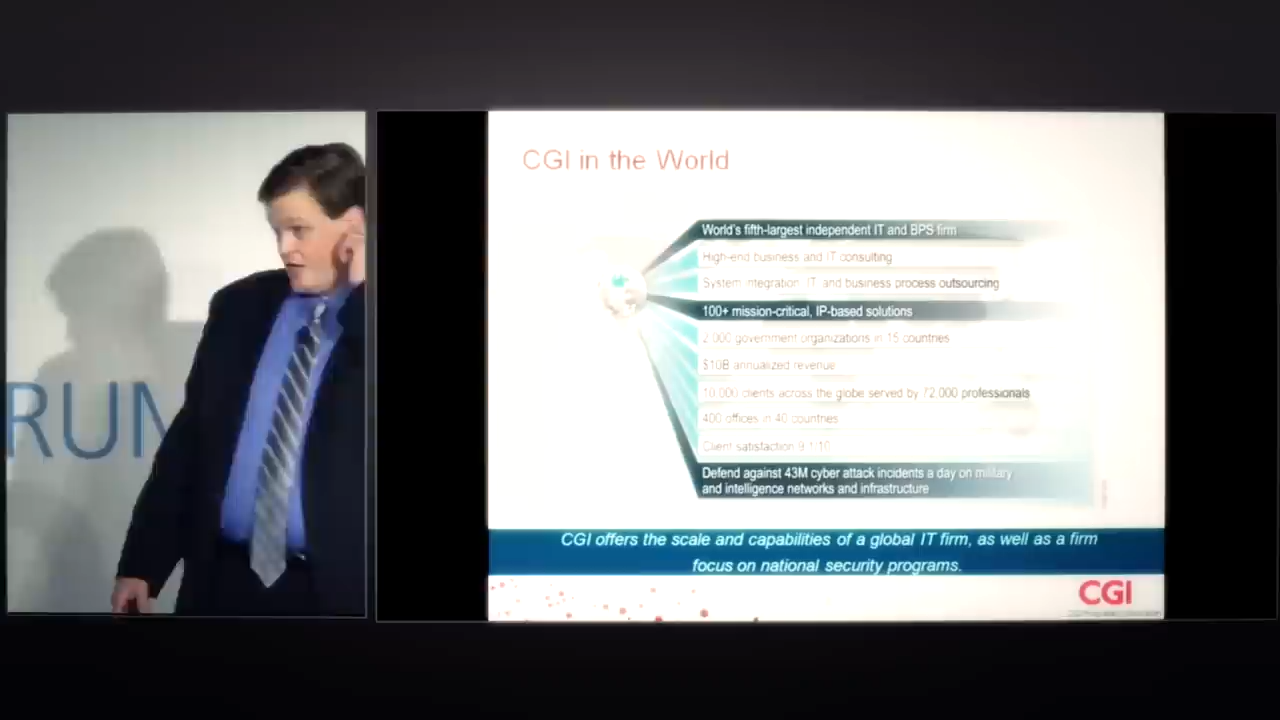 RUM
CGI in the World
World's fifth-largest independent IT and BPS firm
High-end business and IT consulting
System integration, IT, and business process outsourcing
100+ mission-critical, IP-based solutions
2,000 government organizations in 15 countries
$10B annualized revenue
10,000 clients across the globe served by 72,000 professionals
400 offices in 40 countries
Client satisfaction 9.1/10
Defend against 43M cyber attack incidents a day on military
and intelligence networks and infrastructure
CGI offers the scale and capabilities of a global IT firm, as well as a firm
focus on national security programs.
CGI